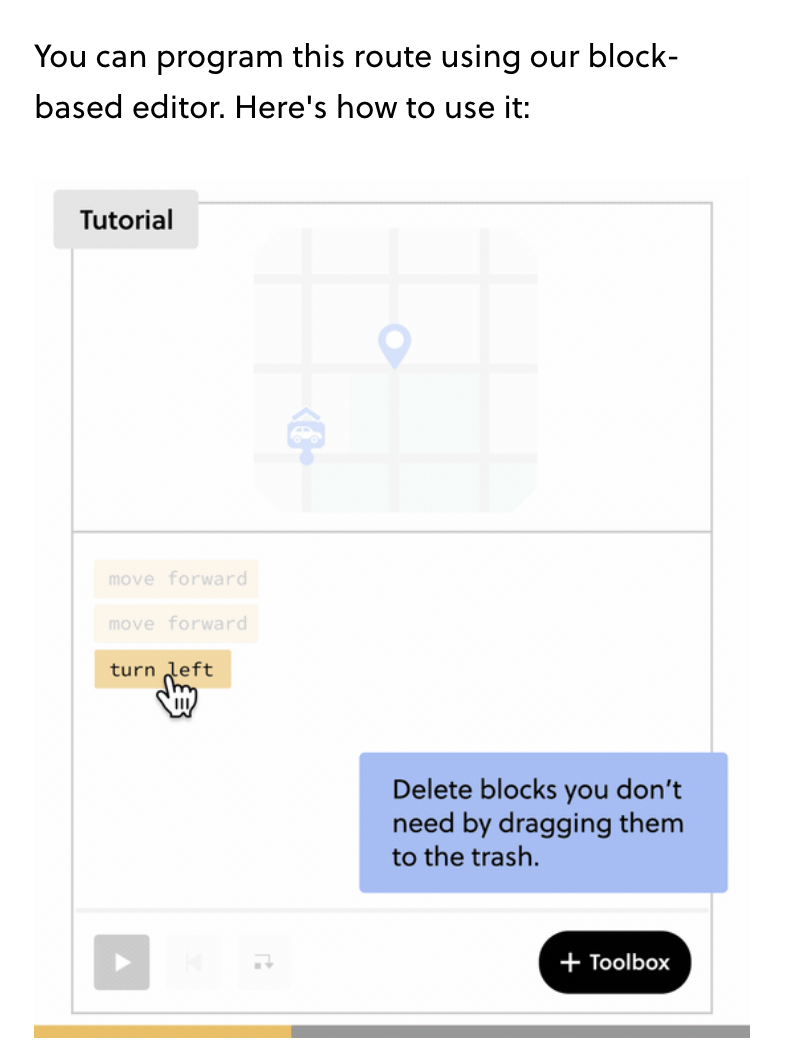 You can program this route using our block-
based editor. Here's how to use it:
Tutorial
move forward
move forward
turn left
Delete blocks you don’t
need by dragging them
to the trash.
+ Toolbox